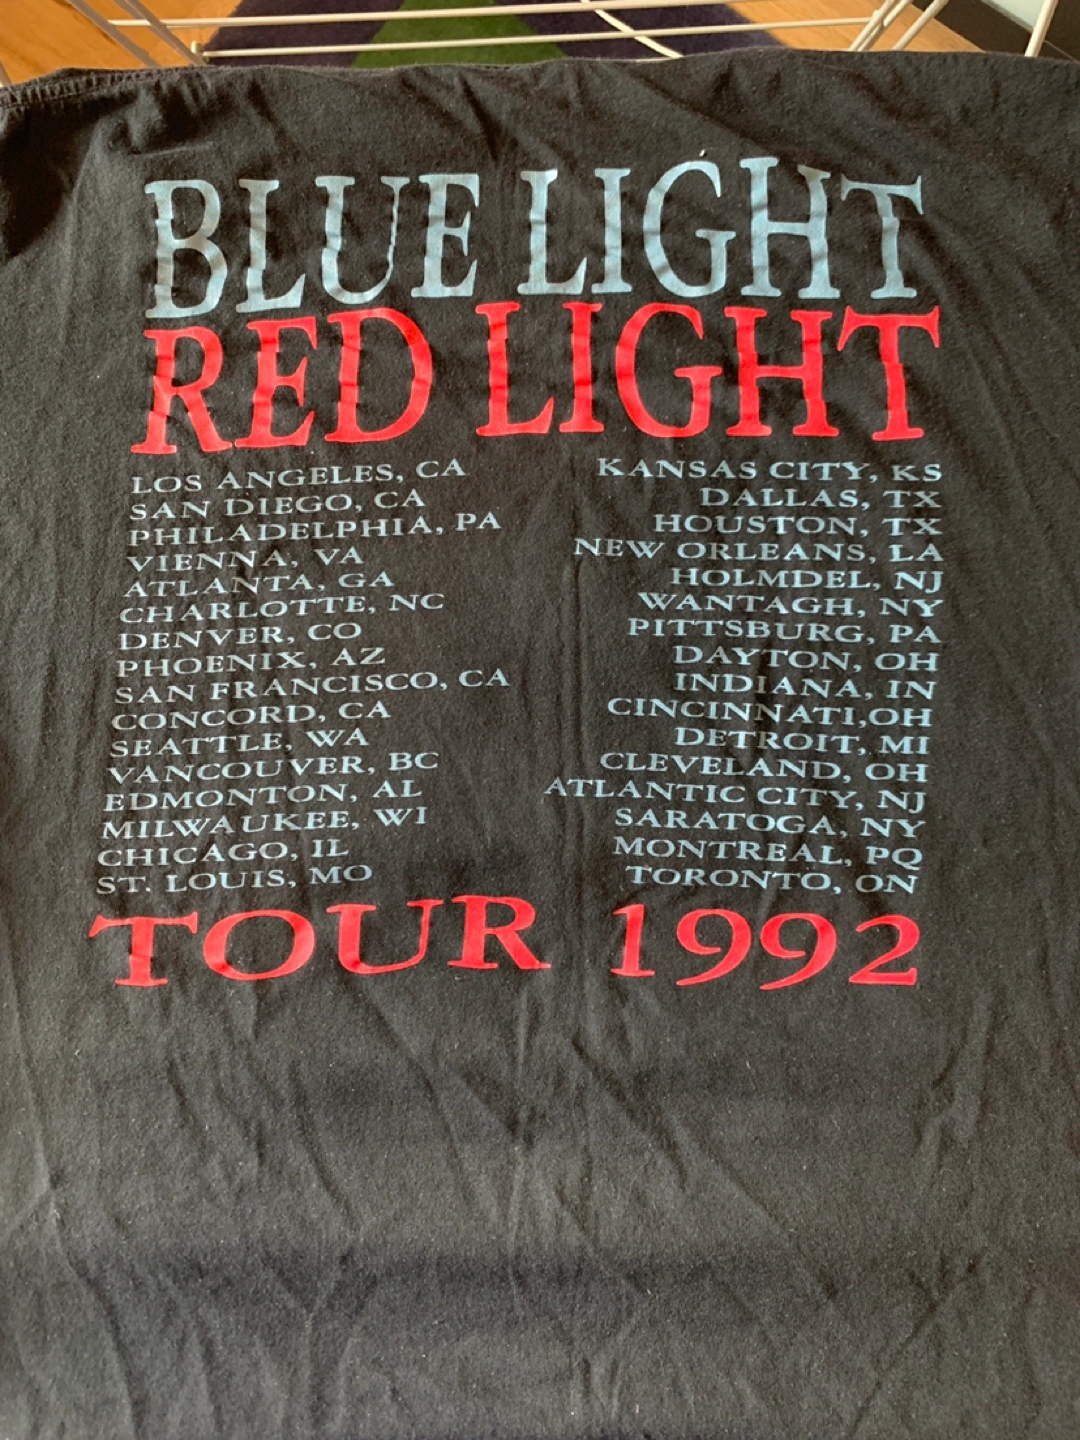 BLUE LIGHT
RED LIGHT
LOS ANGELES, CA
SAN DIEGO, CA
PHILADELPHIA, PA
VIENNA, VA
ATLANTA, GA
CHARLOTTE, NC
DENVER, CO
PHOENIX, AZ
SAN FRANCISCO, CA
CONCORD, CA
SEATTLE, WA
VANCOUVER, BC
EDMONTON, AL
MILWAUKEE, WI
CHICAGO, IL
ST. LOUIS, MO
KANSAS CITY, KS
DALLAS, TX
HOUSTON, TX
NEW ORLEANS, LA
HOLMDEL, NJ
WANTAGH, NY
PITTSBURG, PA
DAYTON, OH
INDIANA, IN
CINCINNATI,OH
DETROIT, MI
CLEVELAND, OH
ATLANTIC CITY, NJ
SARATOGA, NY
MONTREAL, PQ
TORONTO, ON
TOUR 1992